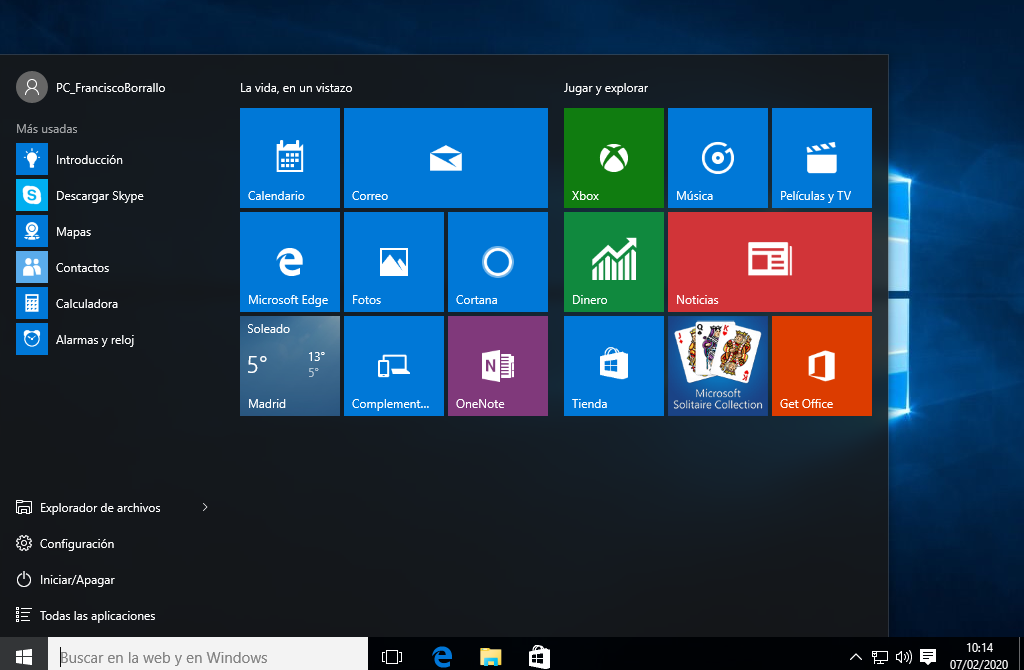 PC_FranciscoBorrallo
Más usadas
Introducción
Descargar Skype
Mapas
Contactos
Calculadora
Alarmas y reloj
Explorador de archivos
Configuración
Iniciar/Apagar
Todas las aplicaciones
La vida, en un vistazo
Calendario
Correo
Microsoft Edge
Fotos
Cortana
Soleado
5°
13°
5°
Madrid
Complement...
OneNote
Jugar y explorar
Xbox
Música
Películas y TV
Dinero
Noticias
Tienda
Microsoft
Solitaire Collection
Get Office
Buscar en la web y en Windows
10:14
07/02/2020